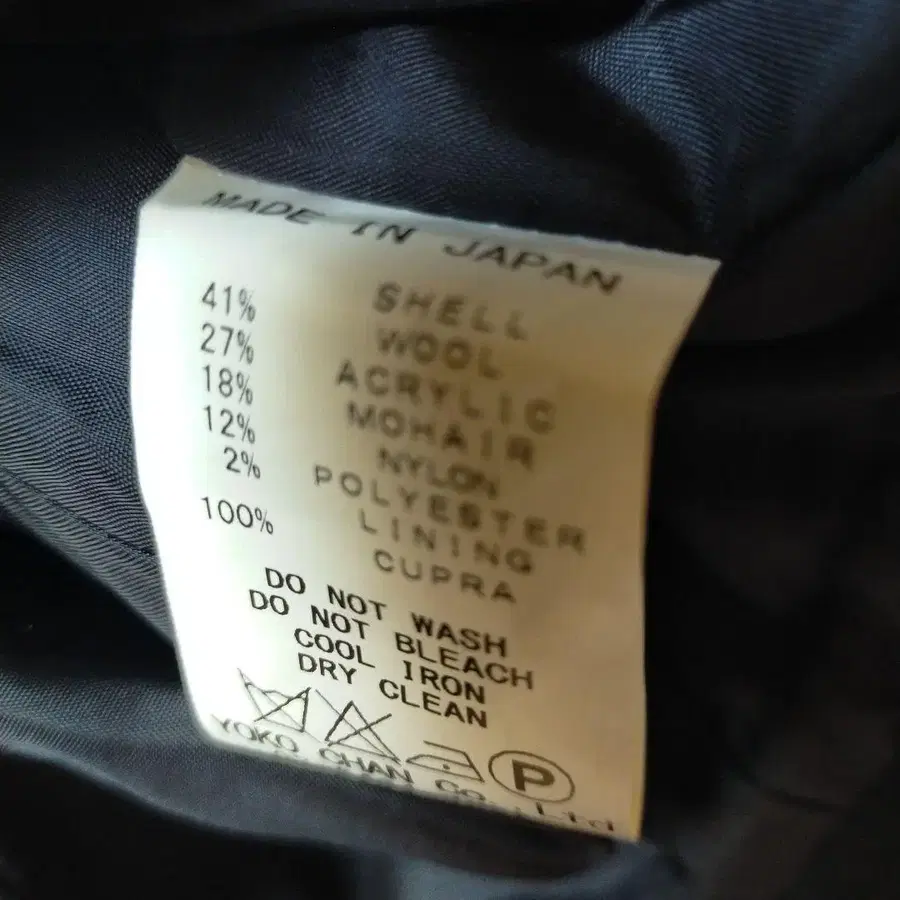 MADE IN JAPAN
SHELL
41% WOOL
27% ACRYLIC
18% MOHAIR
12% NYLON
2% POLYESTER
LINING
100% CUPRA
DO NOT WASH
DO NOT BLEACH
COOL IRON
DRY CLEAN
P
YOKO CHAN CO., Ltd